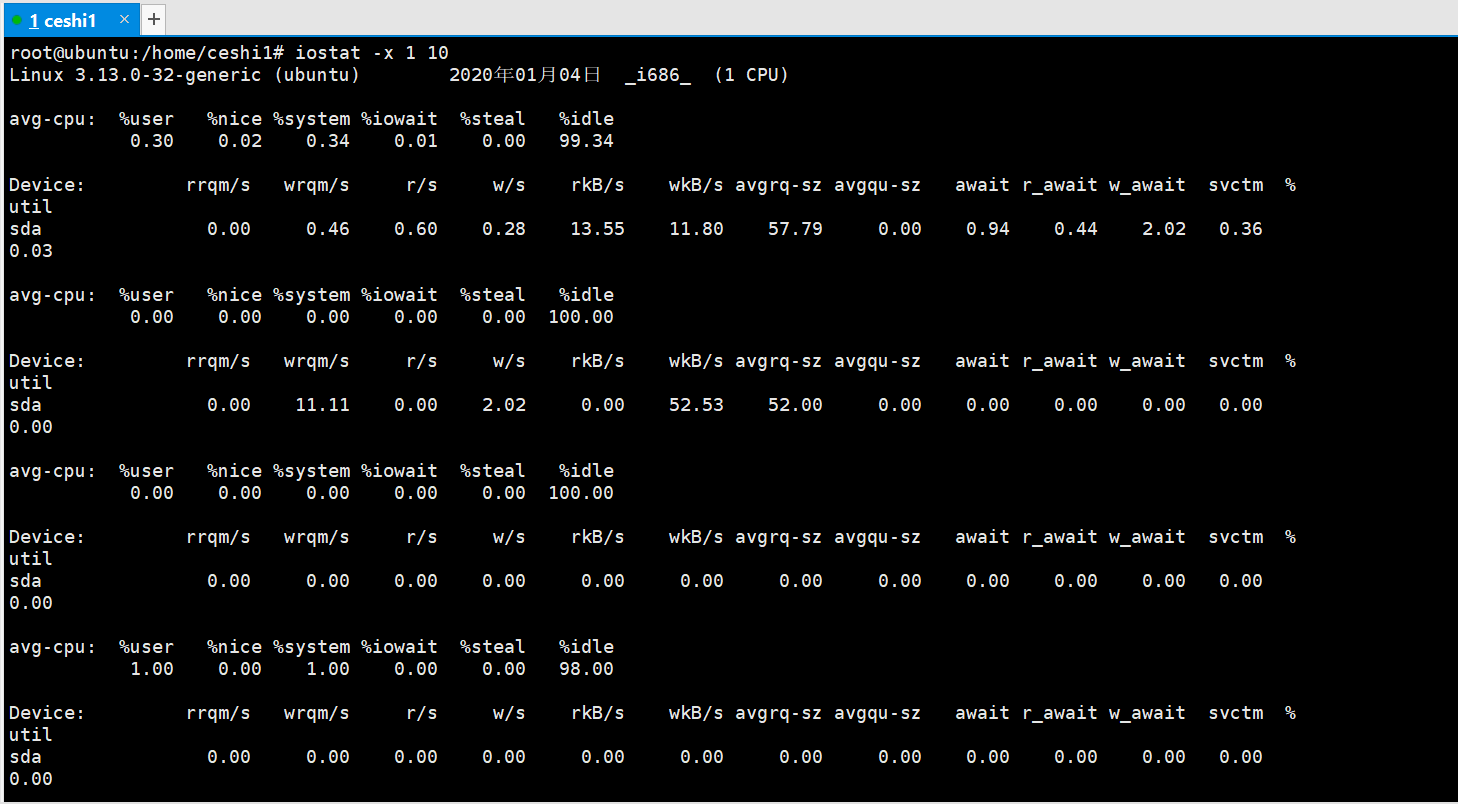 1 ceshi1 × +
root@ubuntu:/home/ceshi1# iostat -x 1 10
Linux 3.13.0-32-generic (ubuntu)        2020年01月04日  _i686_  (1 CPU)
avg-cpu:  %user   %nice %system %iowait  %steal   %idle
           0.30    0.02    0.34    0.01    0.00   99.34
Device:         rrqm/s   wrqm/s     r/s     w/s    rkB/s    wkB/s avgrq-sz avgqu-sz   await r_await w_await  svctm  %
util
sda               0.00     0.46    0.60    0.28    13.55    11.80    57.79     0.00    0.94    0.44    2.02   0.36
0.03
avg-cpu:  %user   %nice %system %iowait  %steal   %idle
           0.00    0.00    0.00    0.00    0.00  100.00
Device:         rrqm/s   wrqm/s     r/s     w/s    rkB/s    wkB/s avgrq-sz avgqu-sz   await r_await w_await  svctm  %
util
sda               0.00    11.11    0.00    2.02     0.00    52.53    52.00     0.00    0.00    0.00    0.00   0.00
0.00
avg-cpu:  %user   %nice %system %iowait  %steal   %idle
           0.00    0.00    0.00    0.00    0.00  100.00
Device:         rrqm/s   wrqm/s     r/s     w/s    rkB/s    wkB/s avgrq-sz avgqu-sz   await r_await w_await  svctm  %
util
sda               0.00     0.00    0.00    0.00     0.00     0.00     0.00     0.00    0.00    0.00    0.00   0.00
0.00
avg-cpu:  %user   %nice %system %iowait  %steal   %idle
           1.00    0.00    1.00    0.00    0.00   98.00
Device:         rrqm/s   wrqm/s     r/s     w/s    rkB/s    wkB/s avgrq-sz avgqu-sz   await r_await w_await  svctm  %
util
sda               0.00     0.00    0.00    0.00     0.00     0.00     0.00     0.00    0.00    0.00    0.00   0.00
0.00